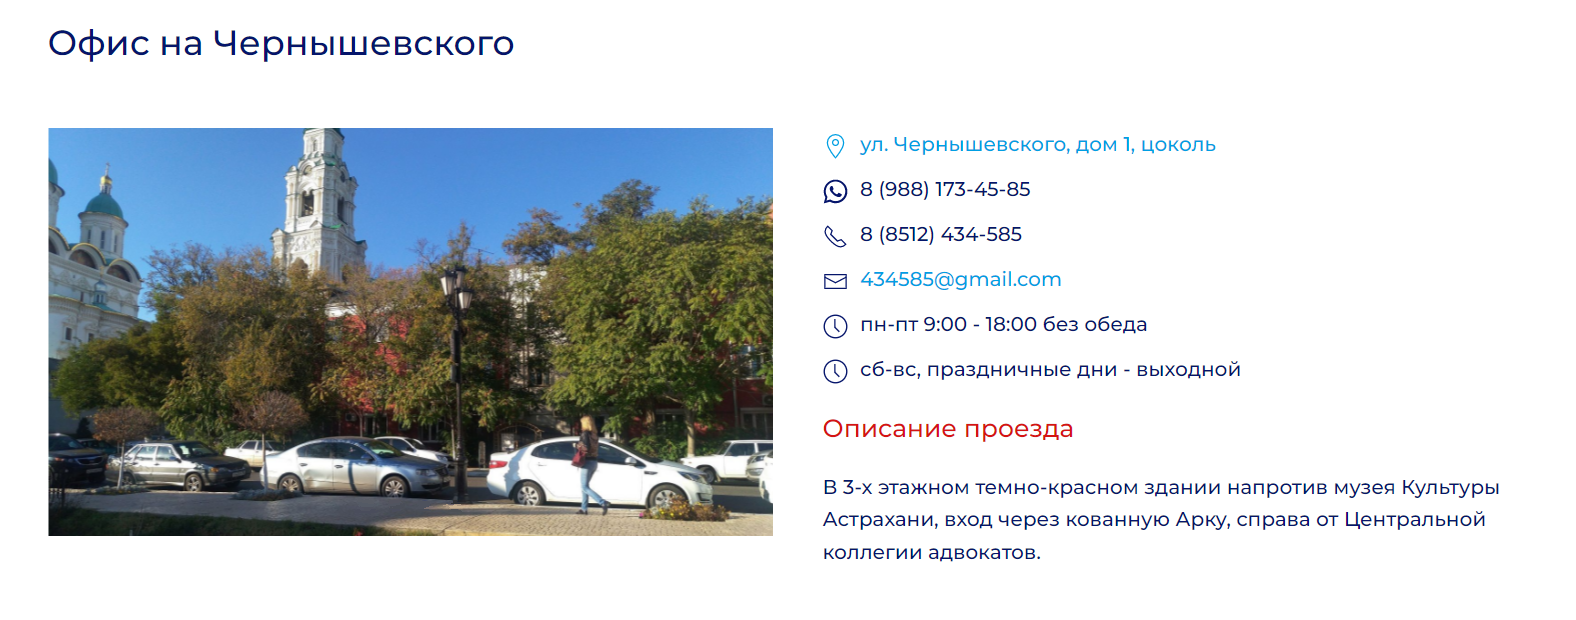 Офис на Чернышевского
ул. Чернышевского, дом 1, цоколь
8 (988) 173-45-85
8 (8512) 434-585
434585@gmail.com
пн-пт 9:00 - 18:00 без обеда
сб-вс, праздничные дни - выходной
Описание проезда
В 3-х этажном темно-красном здании напротив музея Культуры
Астрахани, вход через кованную Арку, справа от Центральной
коллегии адвокатов.